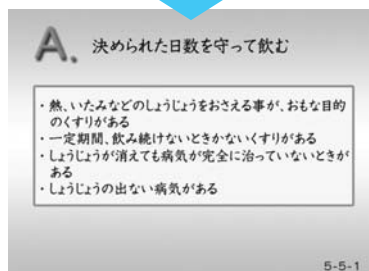 A. 決められた日数を守って飲む
・熱、いたみなどのしょうじょうをおさえる事が、おもな目的
のくすりがある
・一定期間、飲み続けないときかないくすりがある
・しょうじょうが消えても病気が完全に治っていないときが
ある
・しょうじょうの出ない病気がある
5-5-1